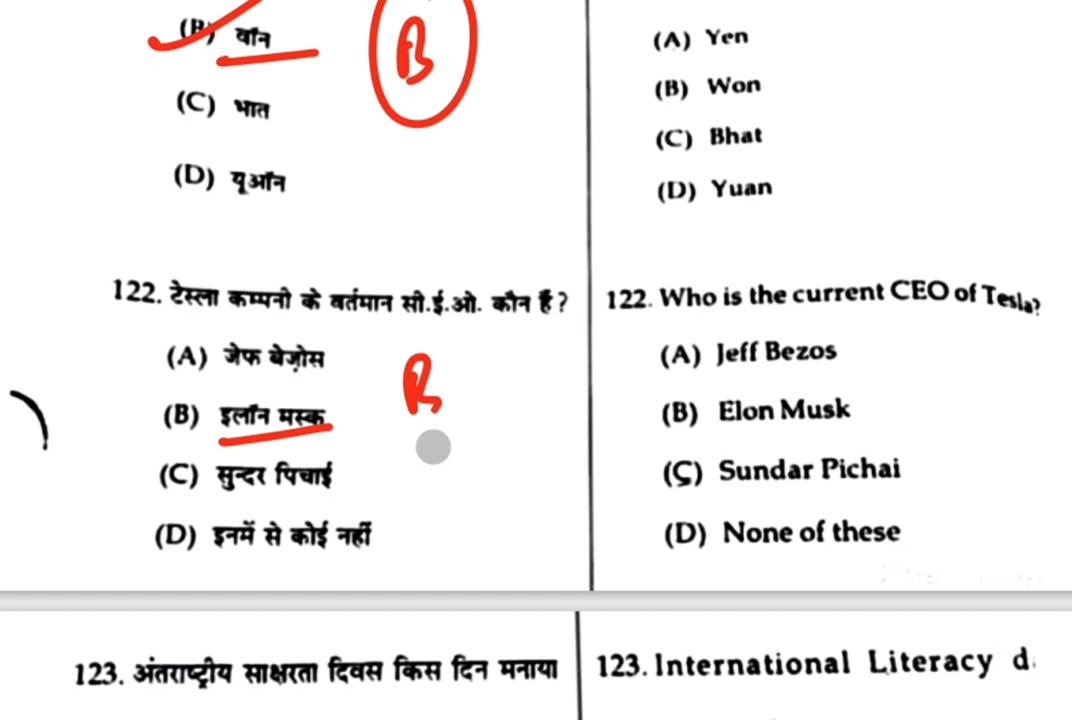 (B) वॉन
B
(C) भात
(D) यूऑन
122. टेस्ला कम्पनी के वर्तमान सी.ई.ओ. कौन हैं?
(A) जेफ बेज़ोस
(B) इलॉन मस्क
B
(C) सुन्दर पिचाई
(D) इनमें से कोई नहीं
123. अंतराष्ट्रीय साक्षरता दिवस किस दिन मनाया
(A) Yen
(B) Won
(C) Bhat
(D) Yuan
122. Who is the current CEO of Tesla?
(A) Jeff Bezos
(B) Elon Musk
(C) Sundar Pichai
(D) None of these
123. International Literacy d